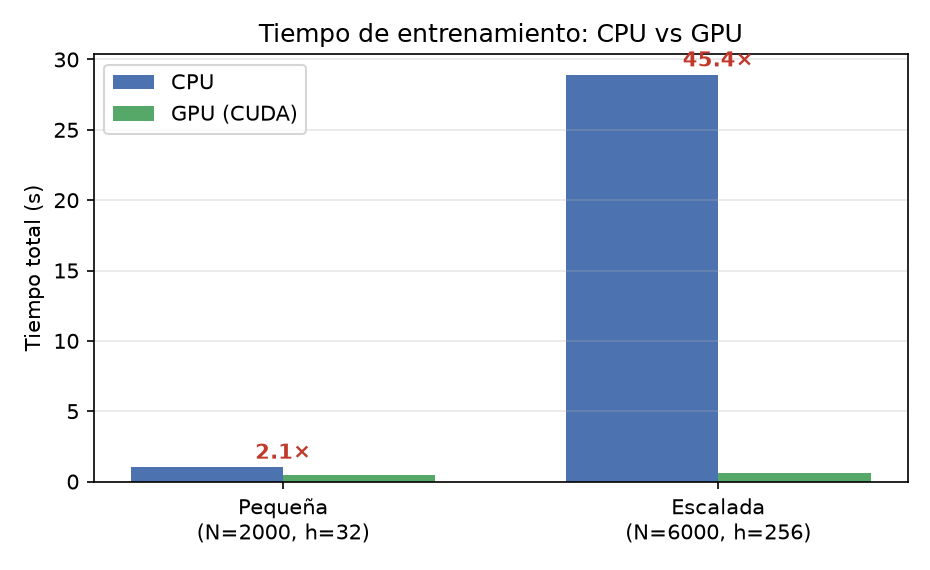 Tiempo de entrenamiento: CPU vs GPU
45.4×
30
CPU
GPU (CUDA)
25
20
15
10
5
0
Tiempo total (s)
2.1×
Pequeña
(N=2000, h=32)
Escalada
(N=6000, h=256)